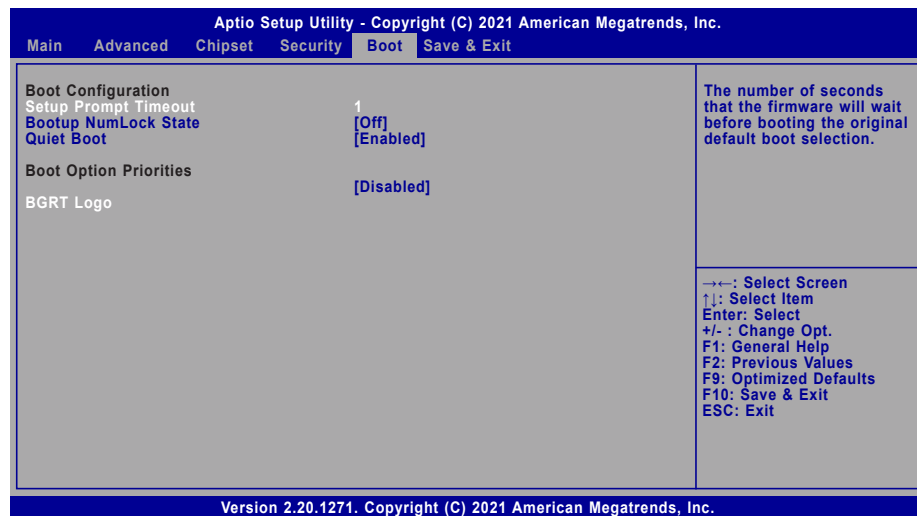 Aptio Setup Utility - Copyright (C) 2021 American Megatrends, Inc.
Main Advanced Chipset Security Boot Save & Exit
Boot Configuration
Setup Prompt Timeout 1
Bootup NumLock State [Off]
Quiet Boot [Enabled]
Boot Option Priorities
[Disabled]
BGRT Logo
The number of seconds
that the firmware will wait
before booting the original
default boot selection.
→←: Select Screen
↑↓: Select Item
Enter: Select
+/- : Change Opt.
F1: General Help
F2: Previous Values
F9: Optimized Defaults
F10: Save & Exit
ESC: Exit
Version 2.20.1271. Copyright (C) 2021 American Megatrends, Inc.